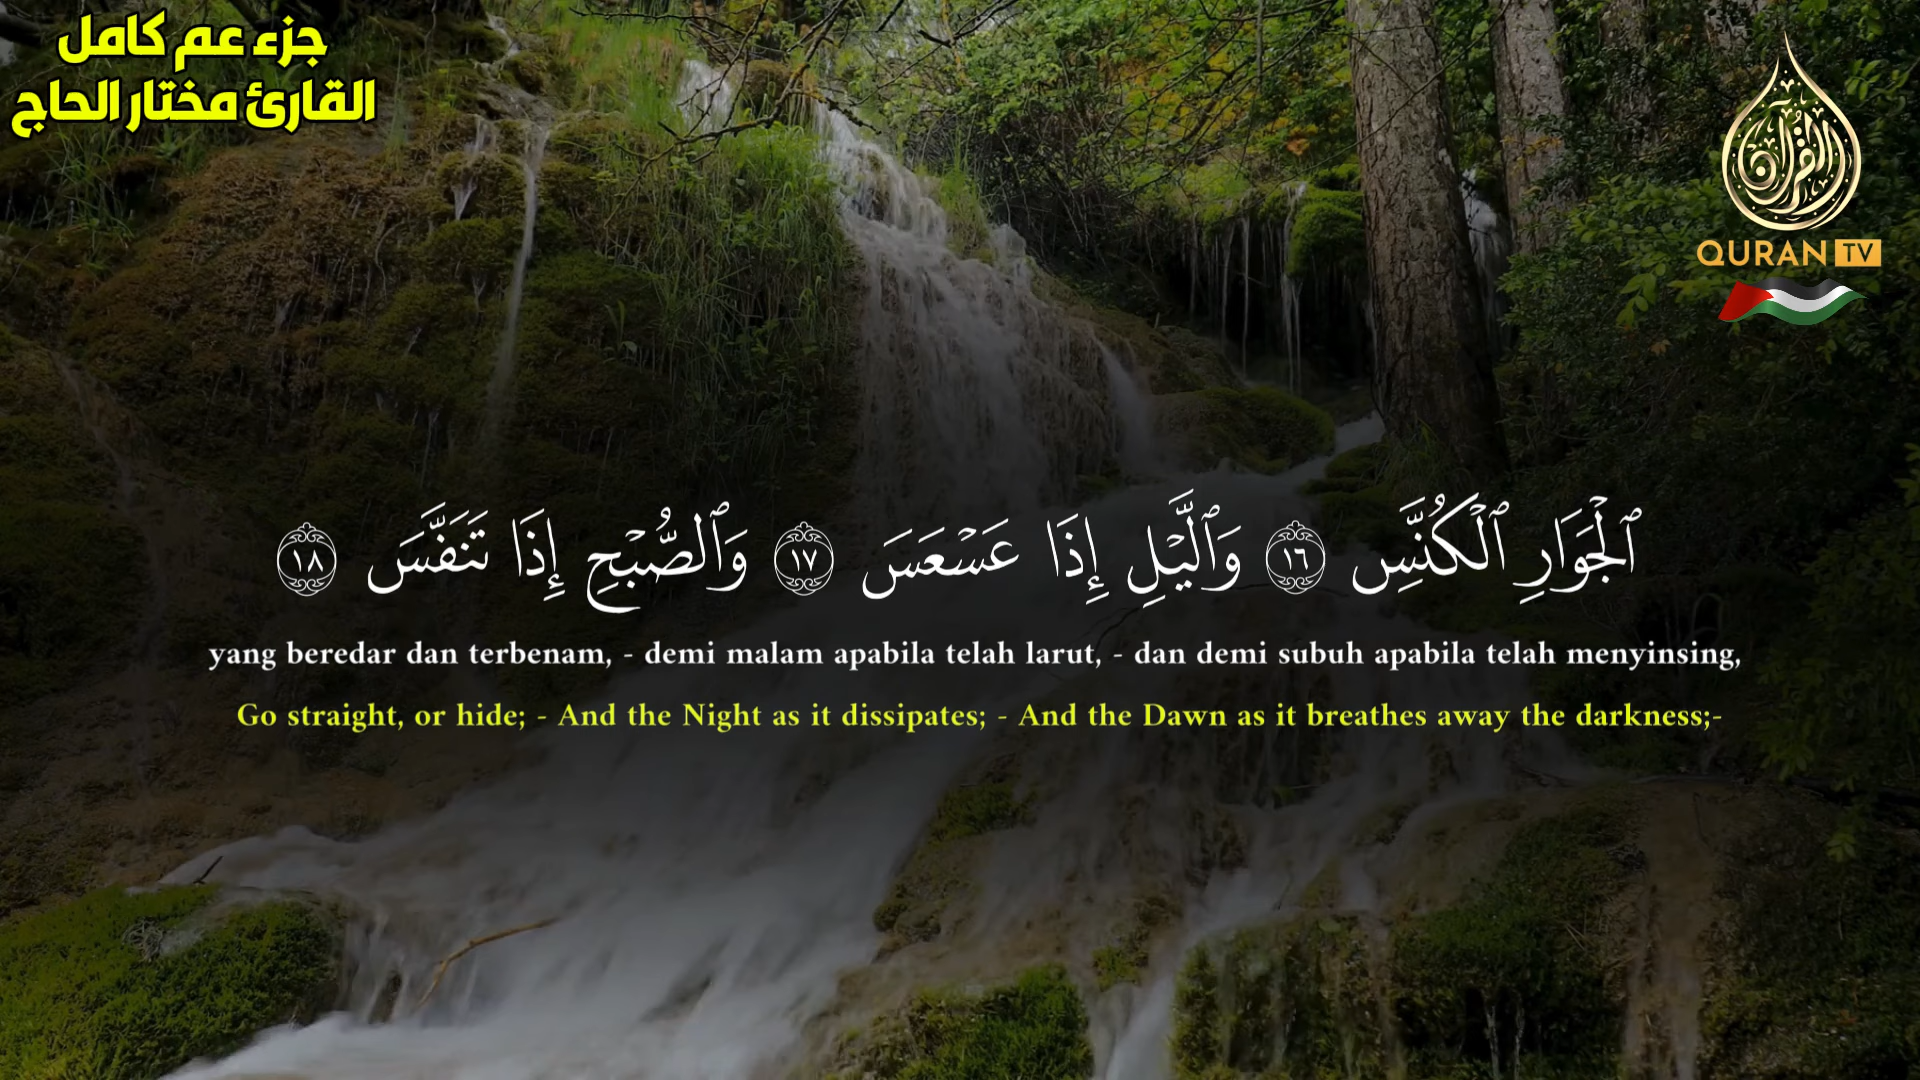 جزء عم كامل
القارئ مختار الحاج
القرآن
QURAN TV
ٱلْجَوَارِ ٱلْكُنَّسِ ١٦ وَٱلَّيْلِ إِذَا عَسْعَسَ ١٧ وَٱلصُّبْحِ إِذَا تَنَفَّسَ ١٨
yang beredar dan terbenam, - demi malam apabila telah larut, - dan demi subuh apabila telah menyinsing,
Go straight, or hide; - And the Night as it dissipates; - And the Dawn as it breathes away the darkness;-